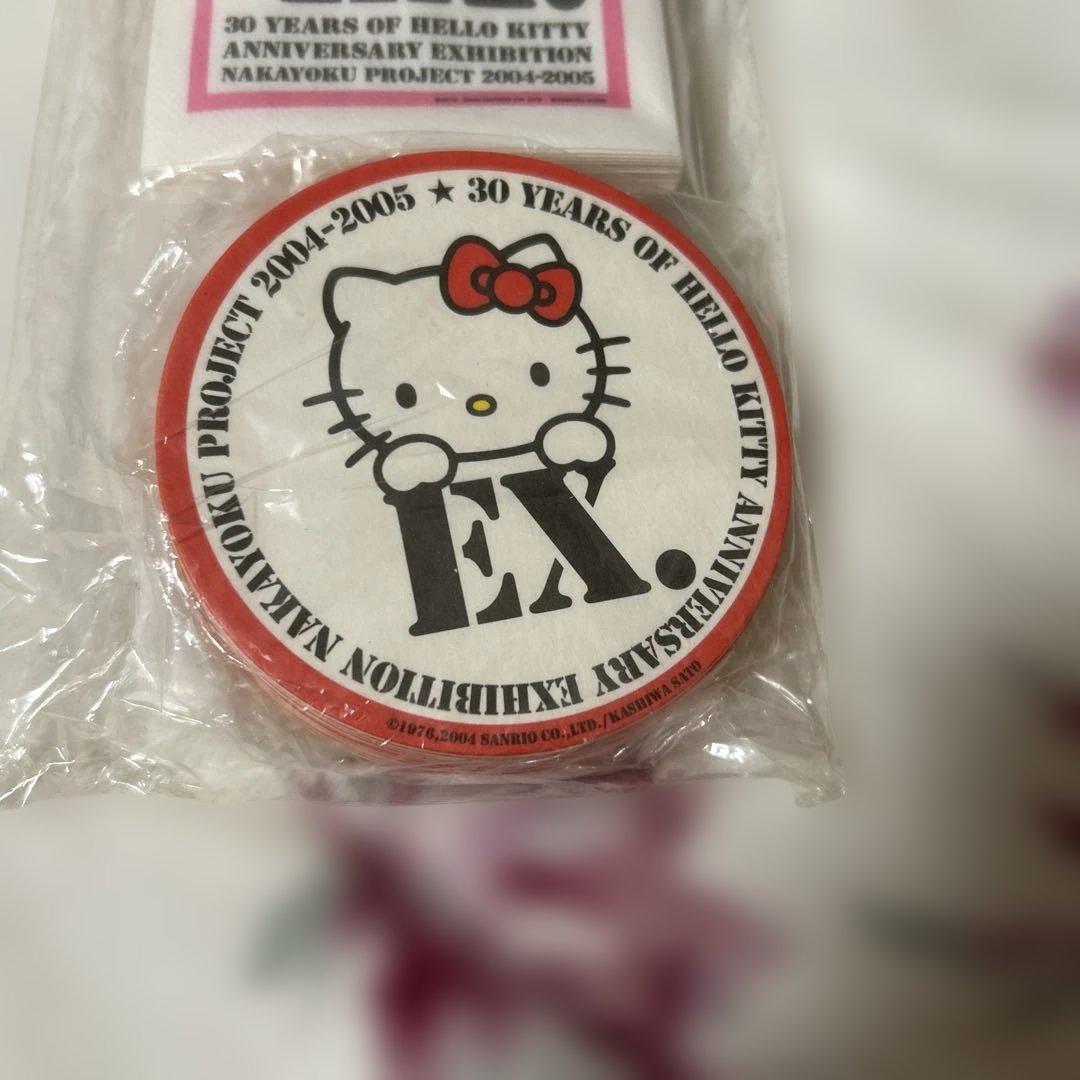 30 YEARS OF HELLO KITTY
ANNIVERSARY EXHIBITION
NAKAYOKU PROJECT 2004-2005
★ 30 YEARS OF HELLO KITTY ANNIVERSARY EXHIBITION NAKAYOKU PROJECT 2004-2005
EX.
©1976,2004 SANRIO CO.,LTD./KASHIWA SATO